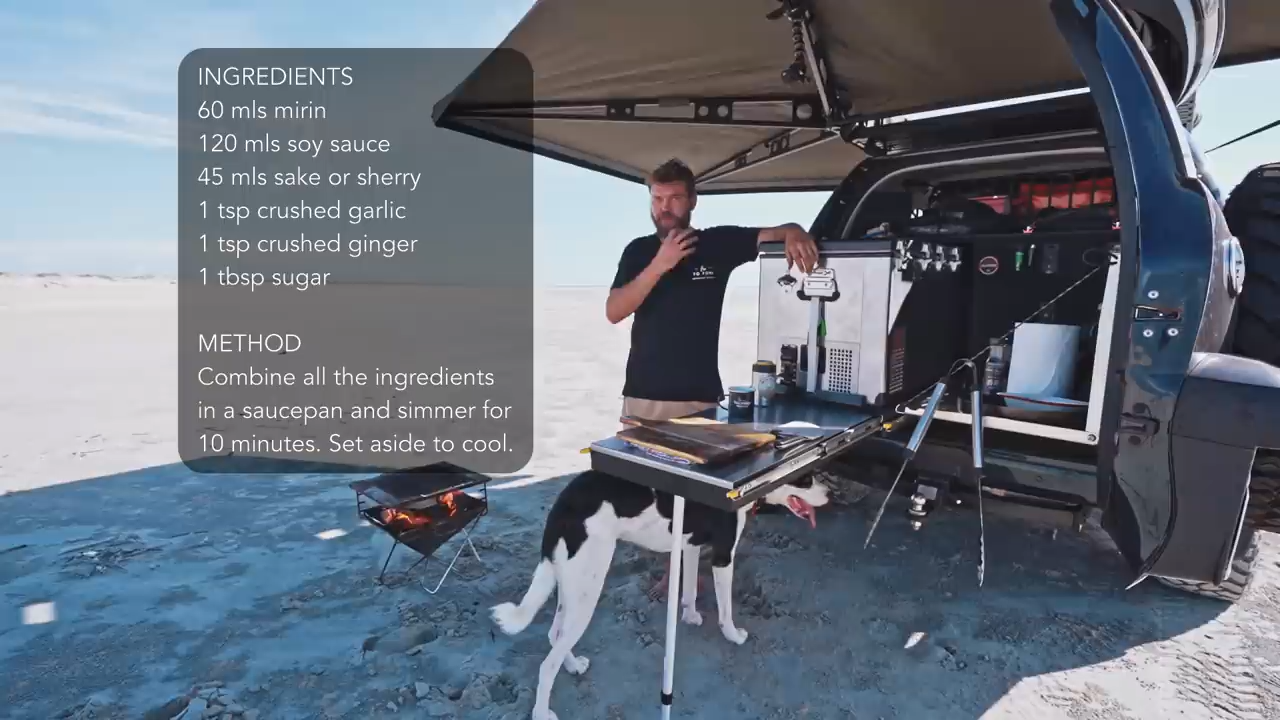 INGREDIENTS
60 mls mirin
120 mls soy sauce
45 mls sake or sherry
1 tsp crushed garlic
1 tsp crushed ginger
1 tbsp sugar
METHOD
Combine all the ingredients
in a saucepan and simmer for
10 minutes. Set aside to cool.